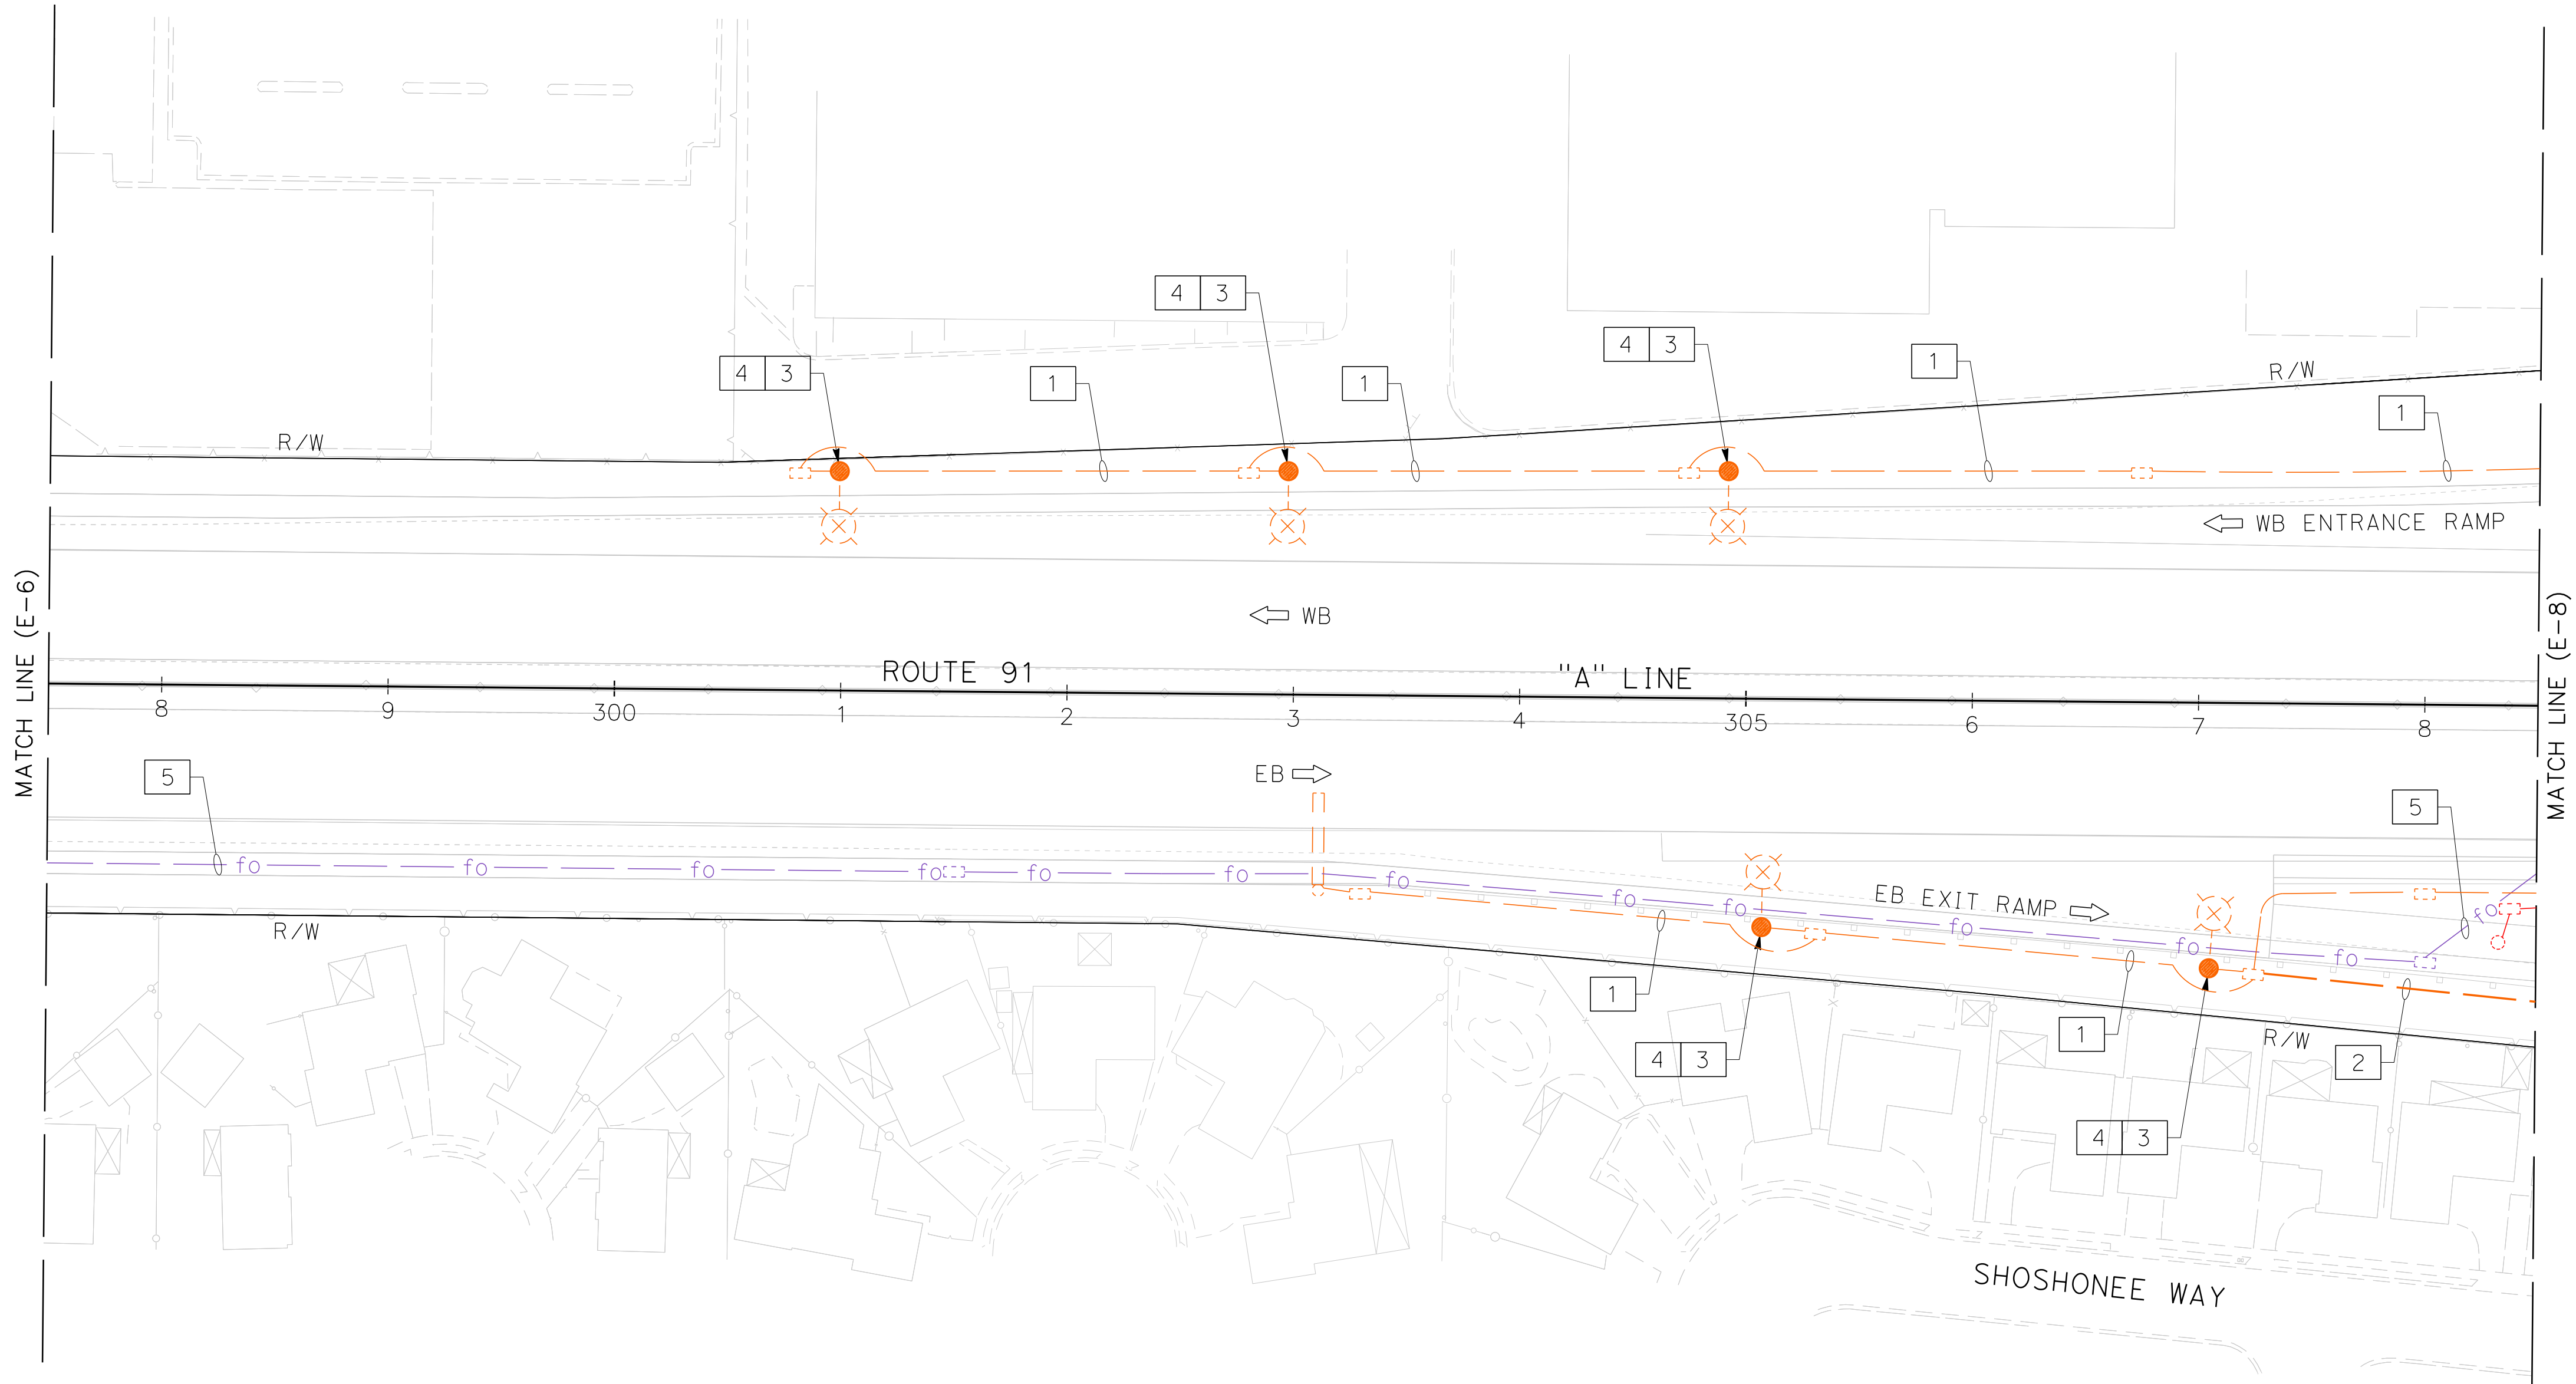 4 3
4 3
4 3
1
1
1
1
R/W
R/W
WB ENTRANCE RAMP
WB
MATCH LINE (E-6)
MATCH LINE (E-8)
ROUTE 91
"A" LINE
8 9 300 1 2 3 4 305 6 7 8
EB
5
5
fo fo fo fo fo fo fo fo fo fo fo fo fo
EB EXIT RAMP
R/W
1
4 3
1
R/W
2
4 3
SHOSHONEE WAY